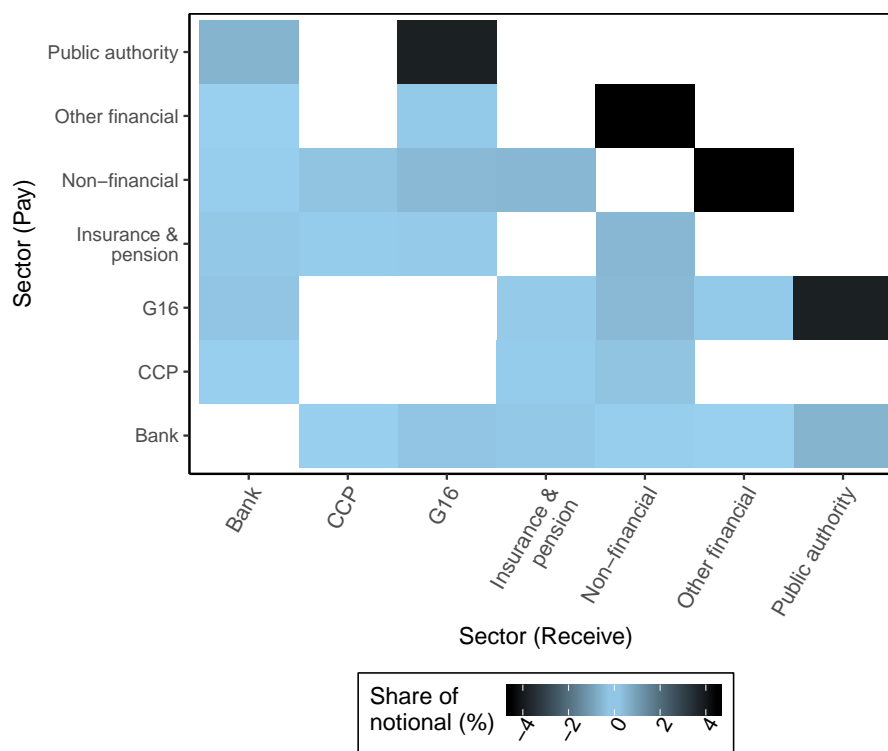 Sector (Pay)
Public authority
Other financial
Non−financial
Insurance &
pension
G16
CCP
Bank
Bank
CCP
G16
Insurance &
pension
Non−financial
Other financial
Public authority
Sector (Receive)
Share of
notional (%)
−4
−2
0
2
4